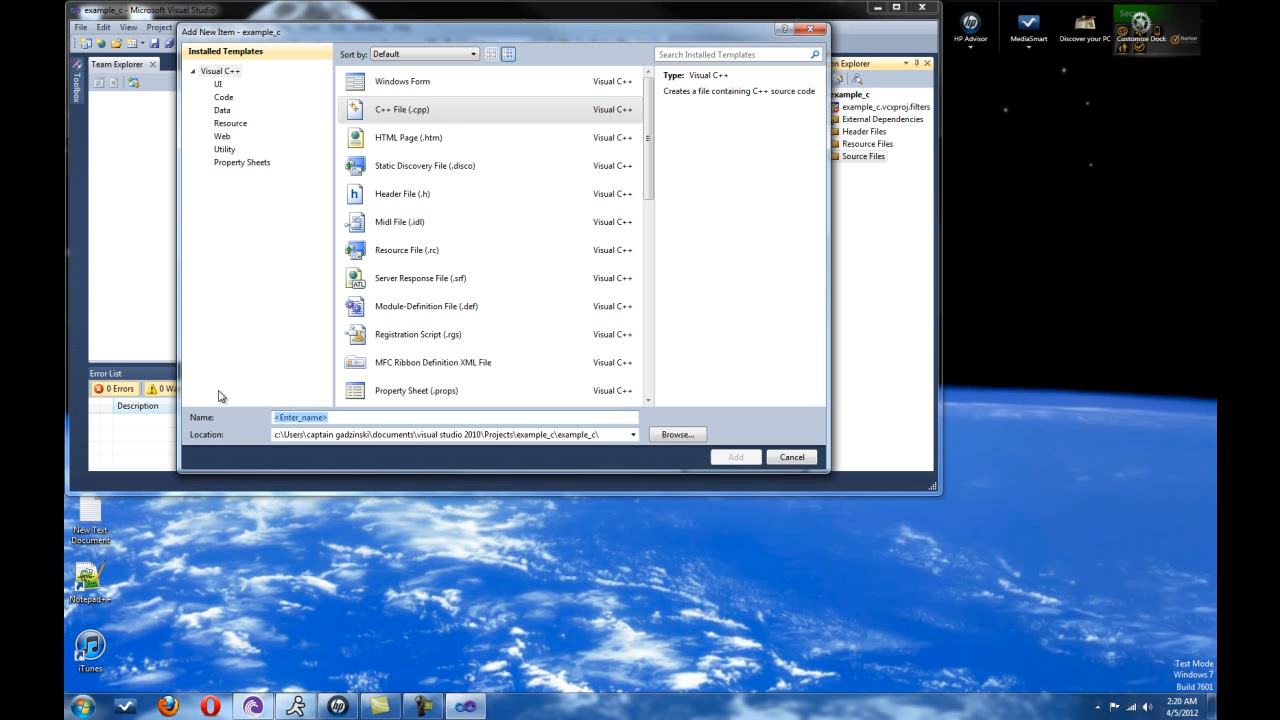 example_c - Microsoft Visual Studio
File Edit View Project
Team Explorer
Toolbox
Error List
0 Errors
0 Wa
Description
Add New Item - example_c
Installed Templates
Visual C++
UI
Code
Data
Resource
Web
Utility
Property Sheets
Sort by: Default
Search Installed Templates
Windows Form Visual C++
C++ File (.cpp) Visual C++
HTML Page (.htm) Visual C++
Static Discovery File (.disco) Visual C++
Header File (.h) Visual C++
Midl File (.idl) Visual C++
Resource File (.rc) Visual C++
Server Response File (.srf) Visual C++
Module-Definition File (.def) Visual C++
Registration Script (.rgs) Visual C++
MFC Ribbon Definition XML File Visual C++
Property Sheet (.props) Visual C++
Type: Visual C++
Creates a file containing C++ source code
Name: <Enter_name>
Location: c:\Users\captain gadzinski\documents\visual studio 2010\Projects\example_c\example_c\
Browse...
Add
Cancel
on Explorer
example_c
example_c.vcxproj.filters
External Dependencies
Header Files
Resource Files
Source Files
HP Advisor
MediaSmart
Discover your PC
Customize Dock
Norton
New Text
Document
Notepad++
iTunes
Test Mode
Windows 7
Build 7601
2:20 AM
4/5/2012